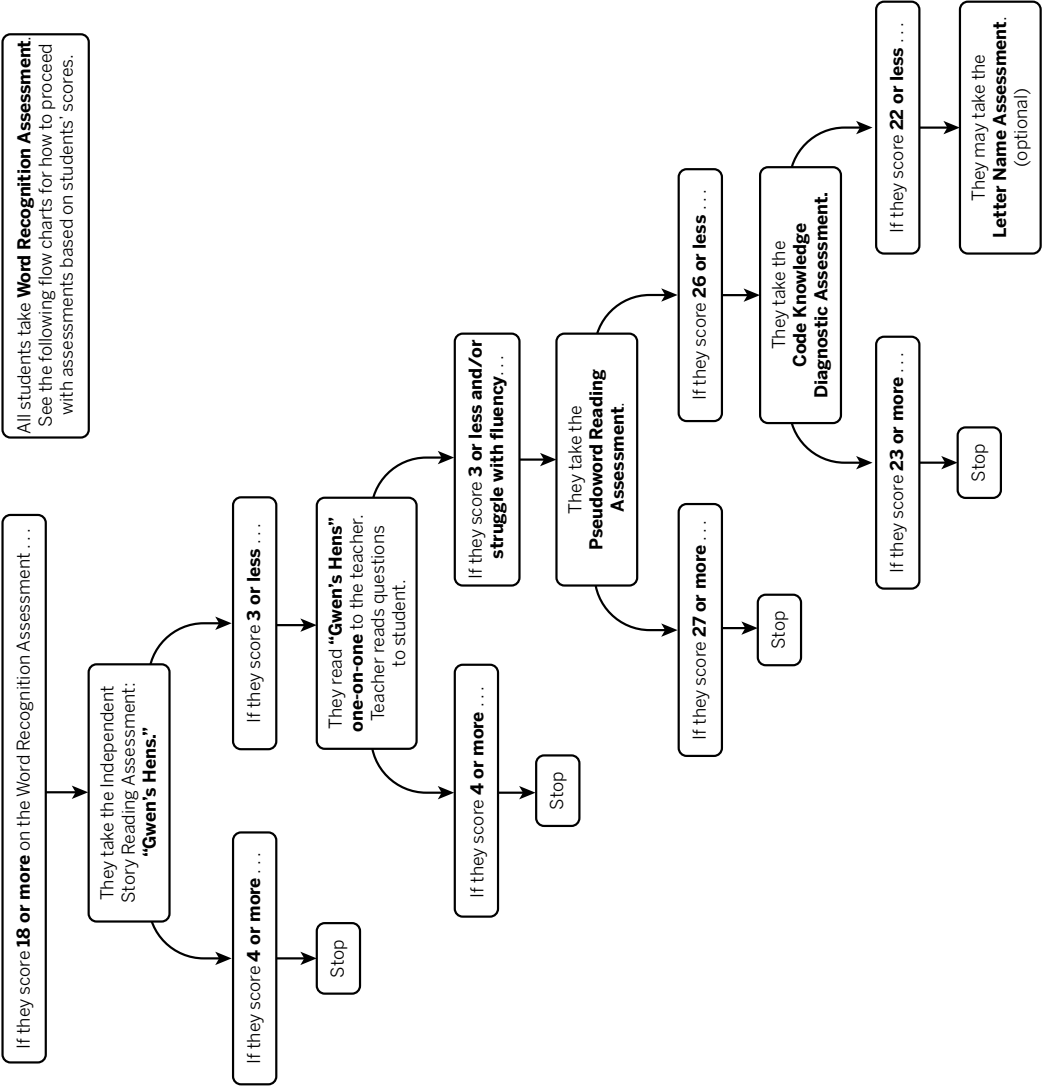 All students take Word Recognition Assessment.
See the following flow charts for how to proceed
with assessments based on students' scores.
If they score 18 or more on the Word Recognition Assessment . . .
They take the Independent
Story Reading Assessment:
“Gwen's Hens.”
If they score 4 or more . . .
Stop
If they score 3 or less . . .
They read “Gwen's Hens”
one-on-one to the teacher.
Teacher reads questions
to student.
If they score 4 or more . . .
Stop
If they score 3 or less and/or
struggle with fluency. . .
They take the
Pseudoword Reading
Assessment.
If they score 27 or more . . .
Stop
If they score 26 or less . . .
They take the
Code Knowledge
Diagnostic Assessment.
If they score 23 or more . . .
Stop
If they score 22 or less . . .
They may take the
Letter Name Assessment.
(optional)